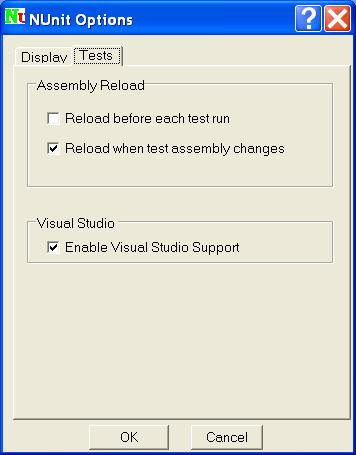 Nu NUnit Options
Display Tests
Assembly Reload
Reload before each test run
Reload when test assembly changes
Visual Studio
Enable Visual Studio Support
OK Cancel